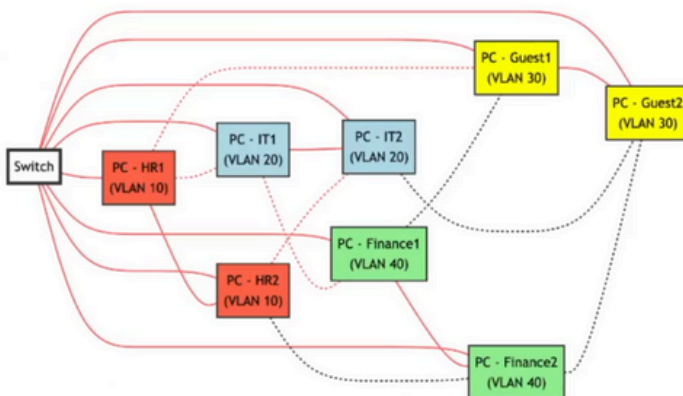 PC - Guest1
(VLAN 30)
PC - Guest2
(VLAN 30)
PC - IT1
(VLAN 20)
PC - IT2
(VLAN 20)
Switch
PC - HR1
(VLAN 10)
PC - Finance1
(VLAN 40)
PC - HR2
(VLAN 10)
PC - Finance2
(VLAN 40)